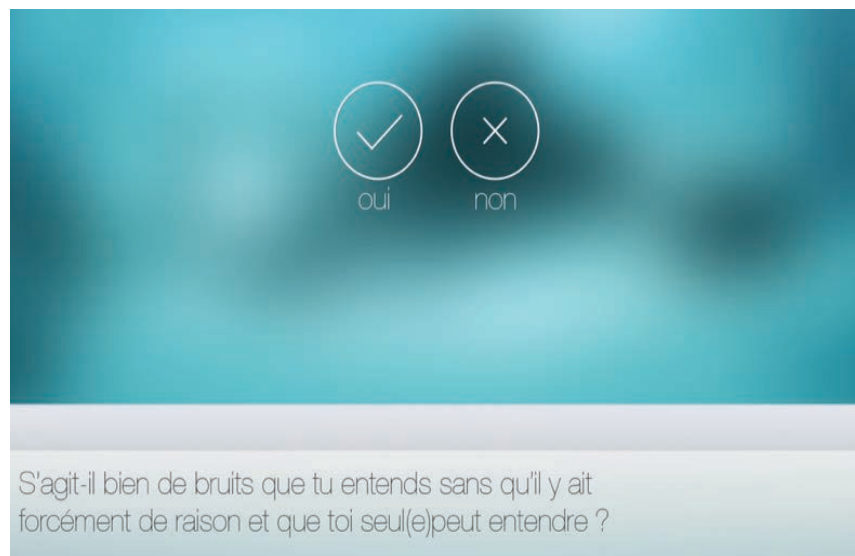 oui non
S'agit-il bien de bruits que tu entends sans qu'il y ait
forcément de raison et que toi seul(e)peut entendre ?